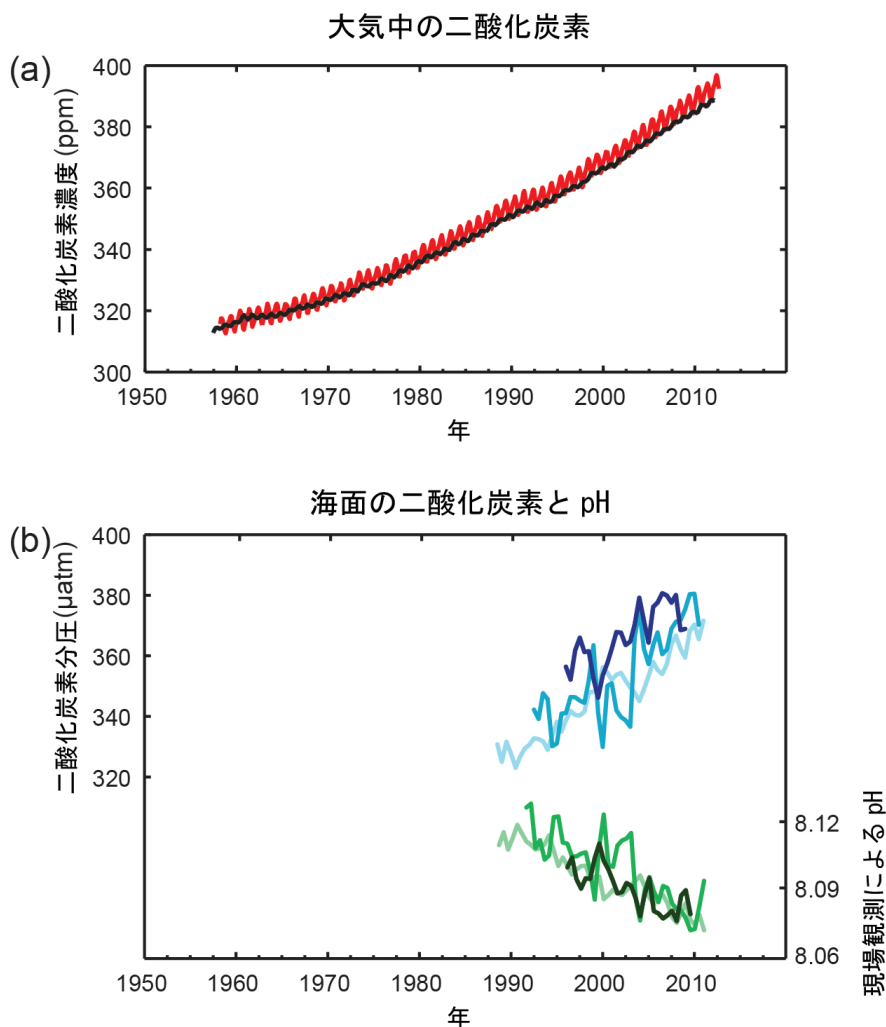 大気中の二酸化炭素
(a)
二酸化炭素濃度 (ppm)
400
380
360
340
320
300
1950 1960 1970 1980 1990 2000 2010
年
海面の二酸化炭素と pH
(b)
二酸化炭素分圧(µatm)
400
380
360
340
320
8.12
8.09
8.06
現場観測による pH
1950 1960 1970 1980 1990 2000 2010
年